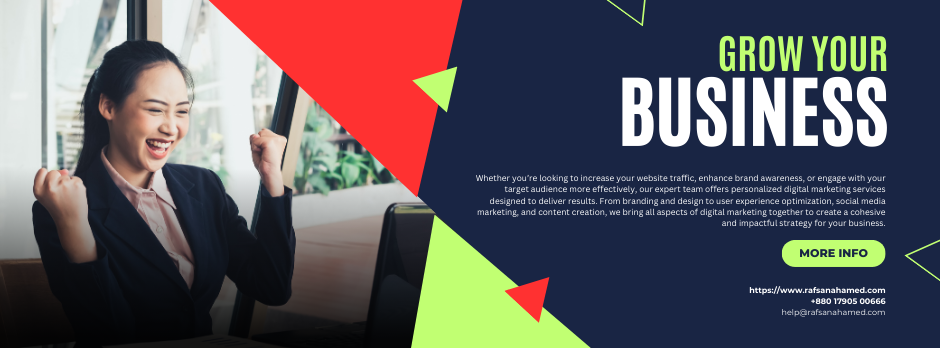 GROW YOUR
BUSINESS
Whether you're looking to increase your website traffic, enhance brand awareness, or engage with your
target audience more effectively, our expert team offers personalized digital marketing services
designed to deliver results. From branding and design to user experience optimization, social media
marketing, and content creation, we bring all aspects of digital marketing together to create a cohesive
and impactful strategy for your business.
MORE INFO
https://www.rafsanahamed.com
+880 17905 00666
help@rafsanahamed.com